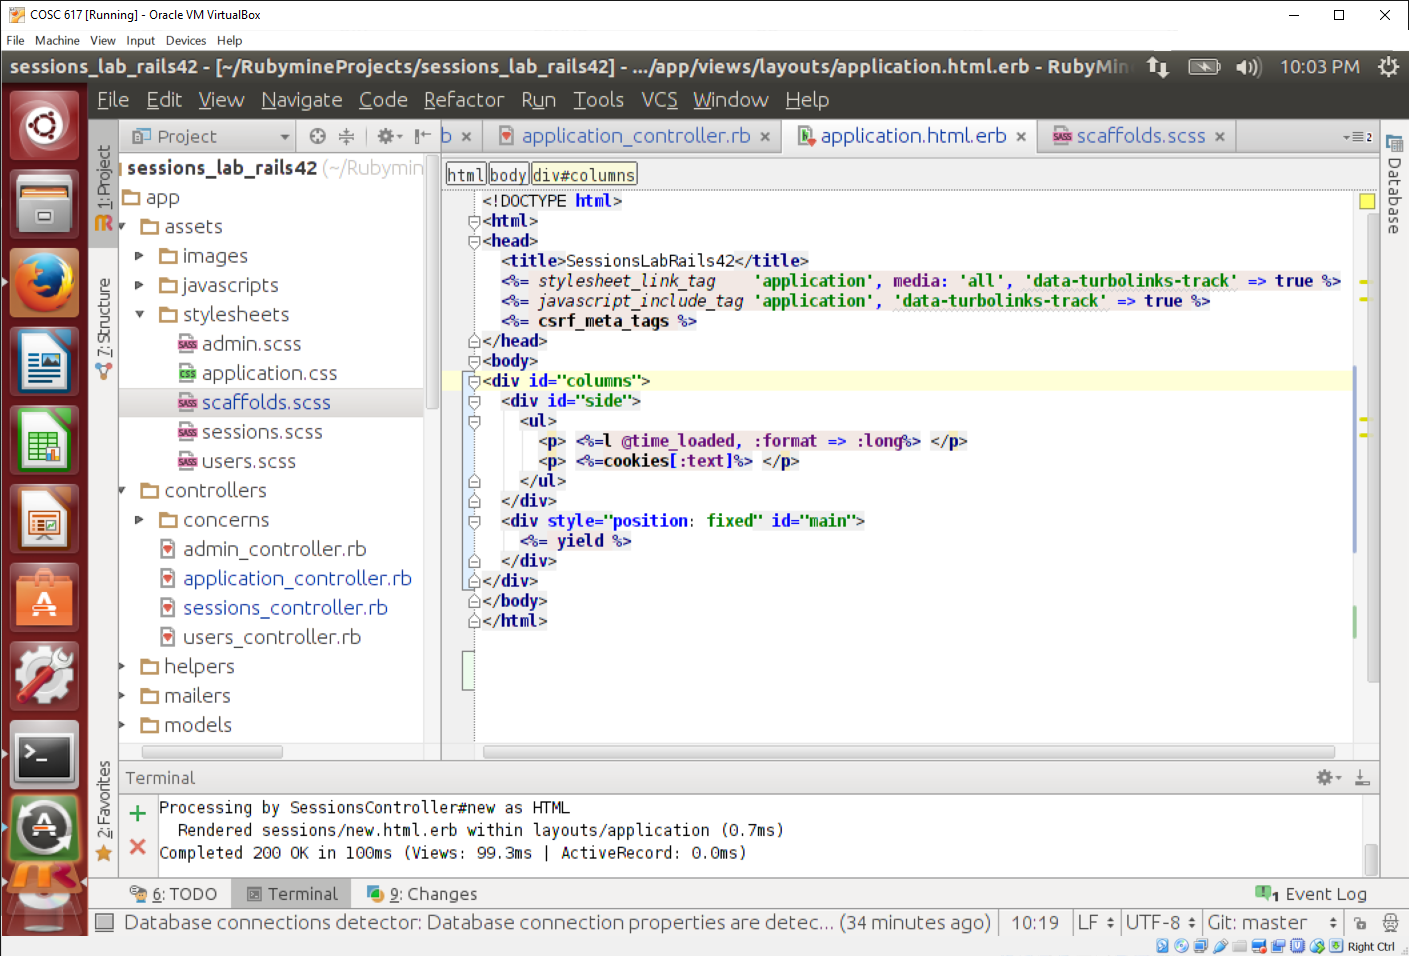 COSC 617 [Running] - Oracle VM VirtualBox
File Machine View Input Devices Help
sessions_lab_rails42 - [~/RubymineProjects/sessions_lab_rails42] - .../app/views/layouts/application.html.erb - RubyMine
10:03 PM
File Edit View Navigate Code Refactor Run Tools VCS Window Help
Project
b
application_controller.rb
application.html.erb
scaffolds.scss
2
1: Project
7: Structure
2: Favorites
Database
sessions_lab_rails42 (~/Rubymin
app
assets
images
javascripts
stylesheets
admin.scss
application.css
scaffolds.scss
sessions.scss
users.scss
controllers
concerns
admin_controller.rb
application_controller.rb
sessions_controller.rb
users_controller.rb
helpers
mailers
models
html body div#columns
<!DOCTYPE html>
<html>
<head>
<title>SessionsLabRails42</title>
<%= stylesheet_link_tag 'application', media: 'all', 'data-turbolinks-track' => true %>
<%= javascript_include_tag 'application', 'data-turbolinks-track' => true %>
<%= csrf_meta_tags %>
</head>
<body>
<div id="columns">
<div id="side">
<ul>
<p> <%=l @time_loaded, :format => :long%> </p>
<p> <%=cookies[:text]%> </p>
</ul>
</div>
<div style="position: fixed" id="main">
<%= yield %>
</div>
</div>
</body>
</html>
Terminal
Processing by SessionsController#new as HTML
Rendered sessions/new.html.erb within layouts/application (0.7ms)
Completed 200 OK in 100ms (Views: 99.3ms | ActiveRecord: 0.0ms)
6: TODO
Terminal
9: Changes
1 Event Log
Database connections detector: Database connection properties are detec... (34 minutes ago)
10:19
LF
UTF-8
Git: master
Right Ctrl